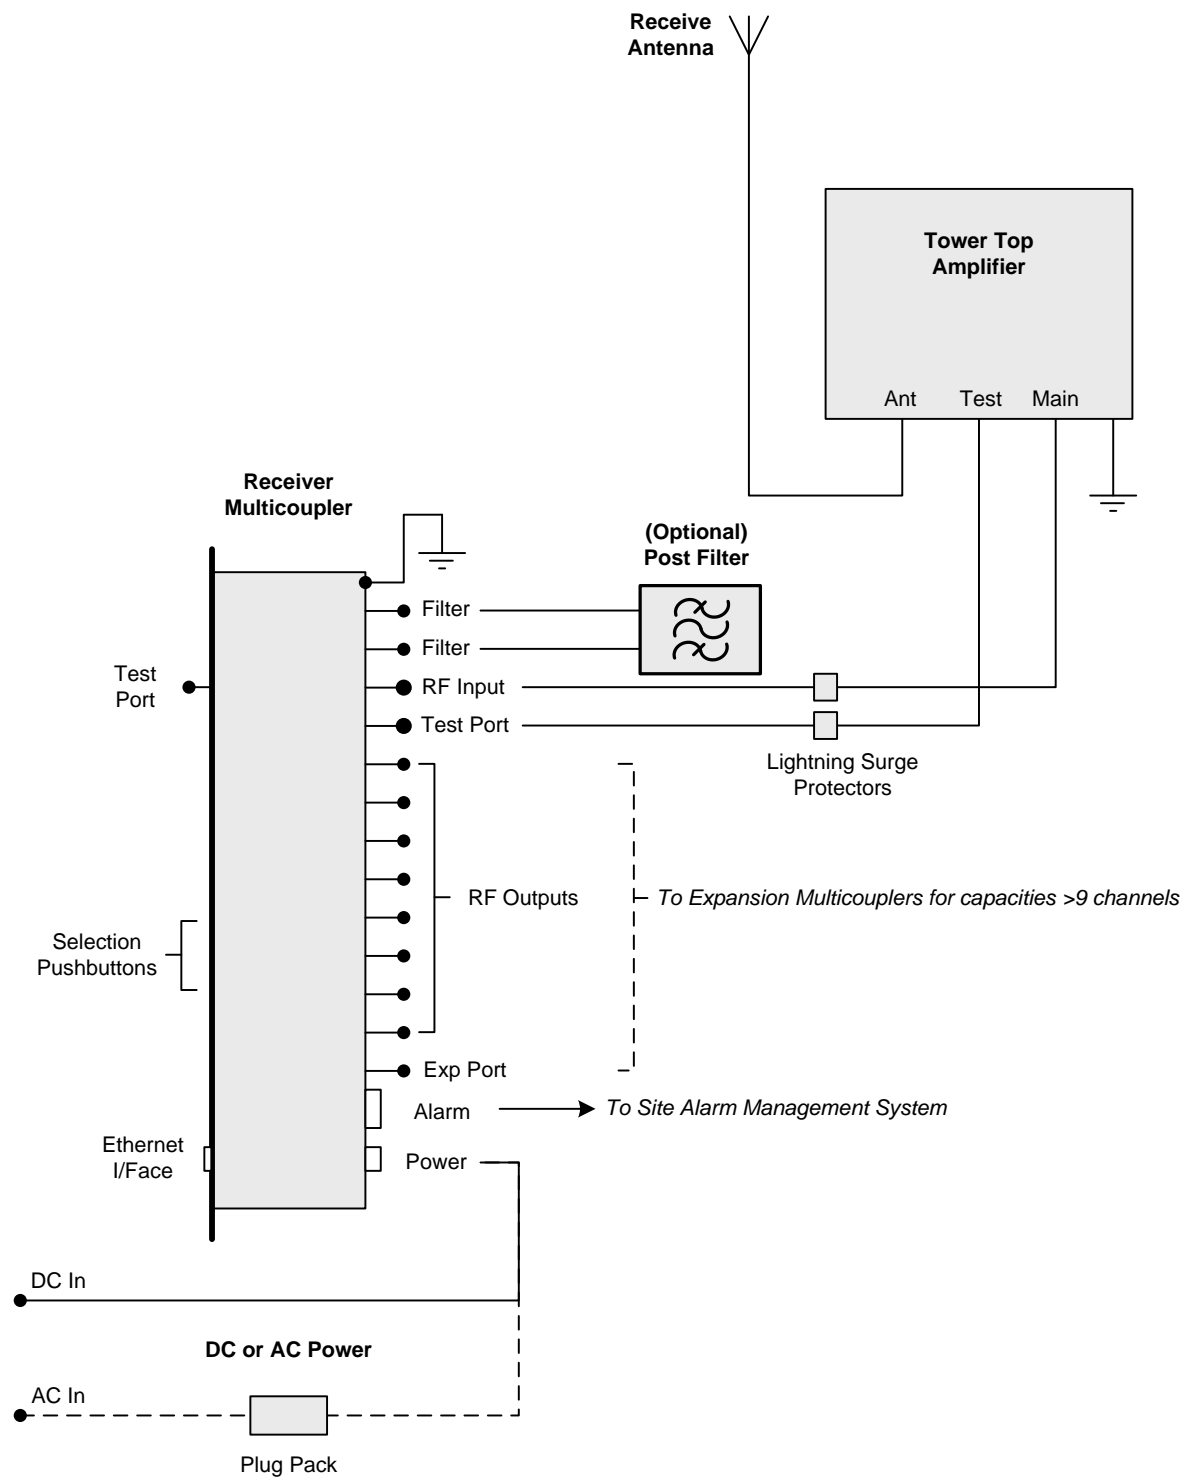 Receive
Antenna
Tower Top
Amplifier
Ant
Test
Main
Receiver
Multicoupler
(Optional)
Post Filter
Filter
Filter
Test
Port
RF Input
Test Port
Lightning Surge
Protectors
RF Outputs
To Expansion Multicouplers for capacities >9 channels
Selection
Pushbuttons
Exp Port
Alarm
To Site Alarm Management System
Ethernet
I/Face
Power
DC In
DC or AC Power
AC In
Plug Pack